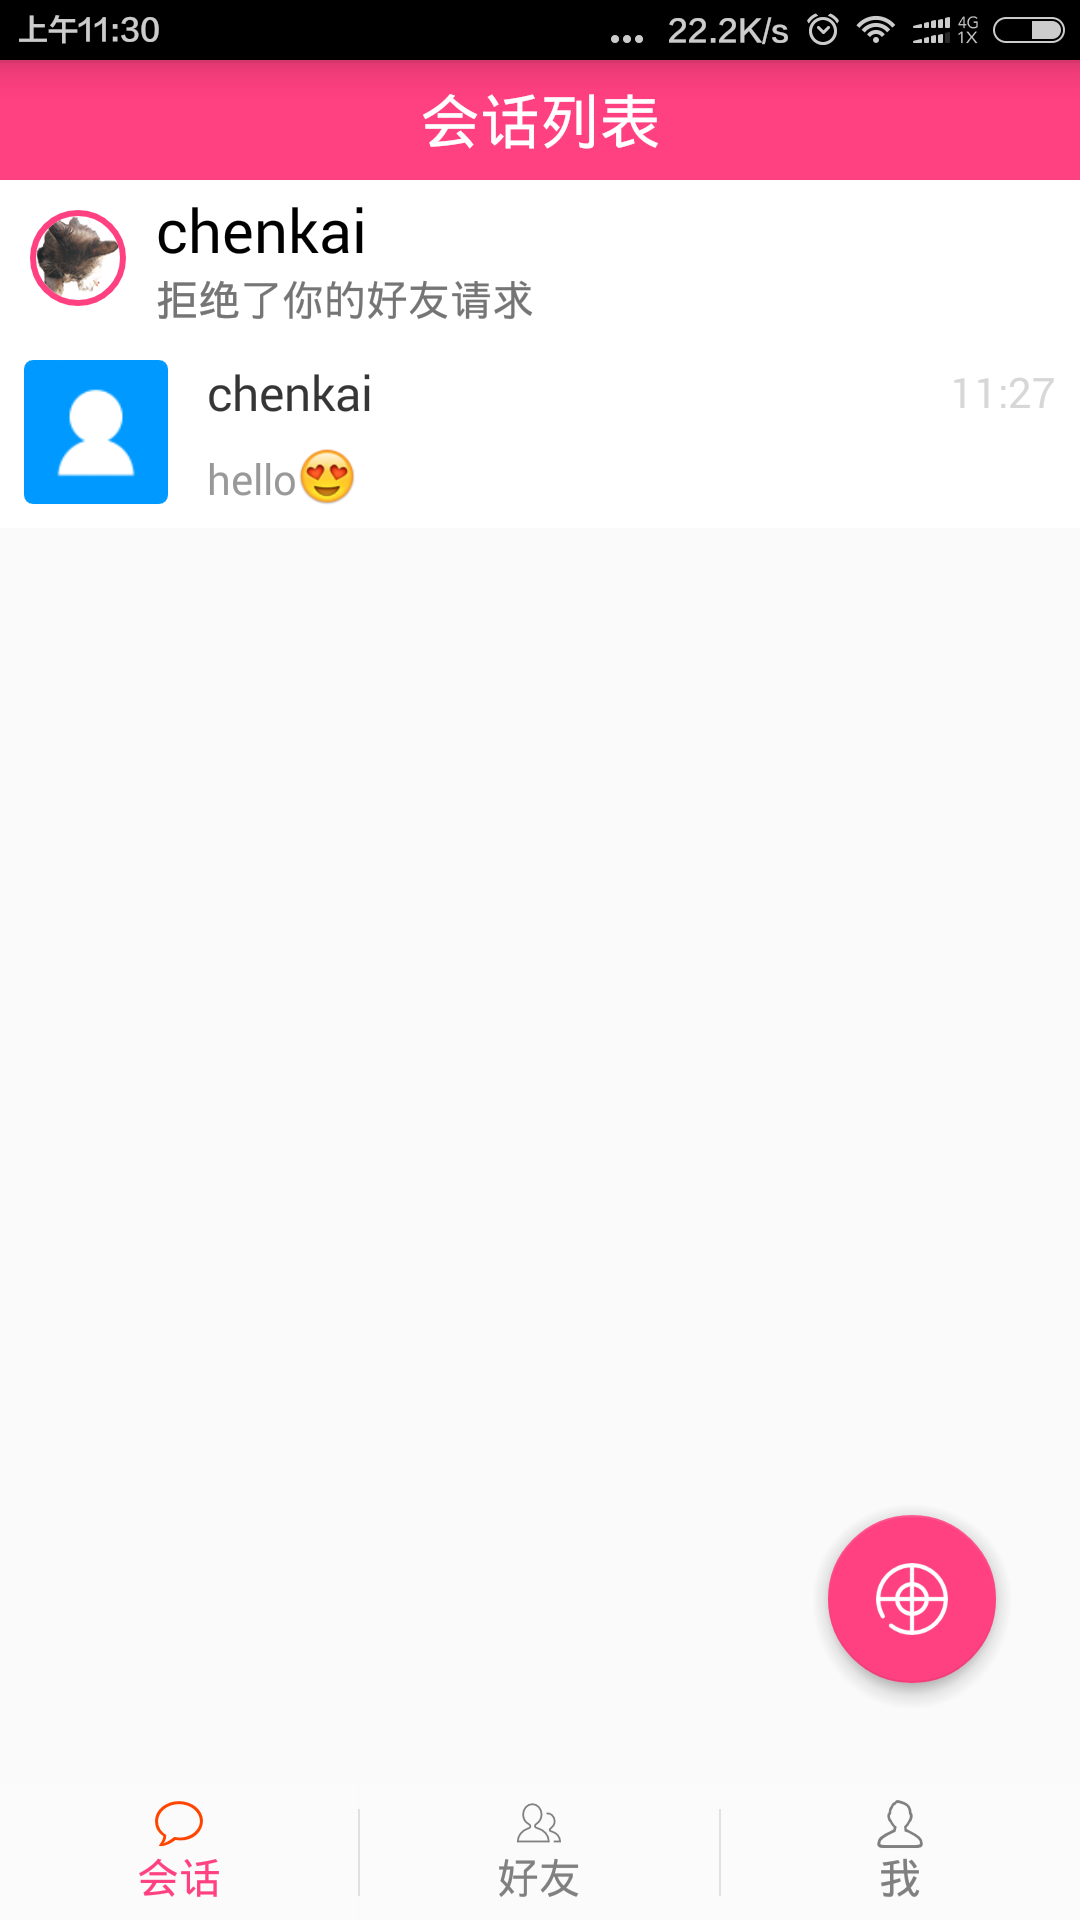 上午11:30 ... 22.2K/s 4G 1X
会话列表
chenkai
拒绝了你的好友请求
chenkai 11:27
hello😍
会话 好友 我